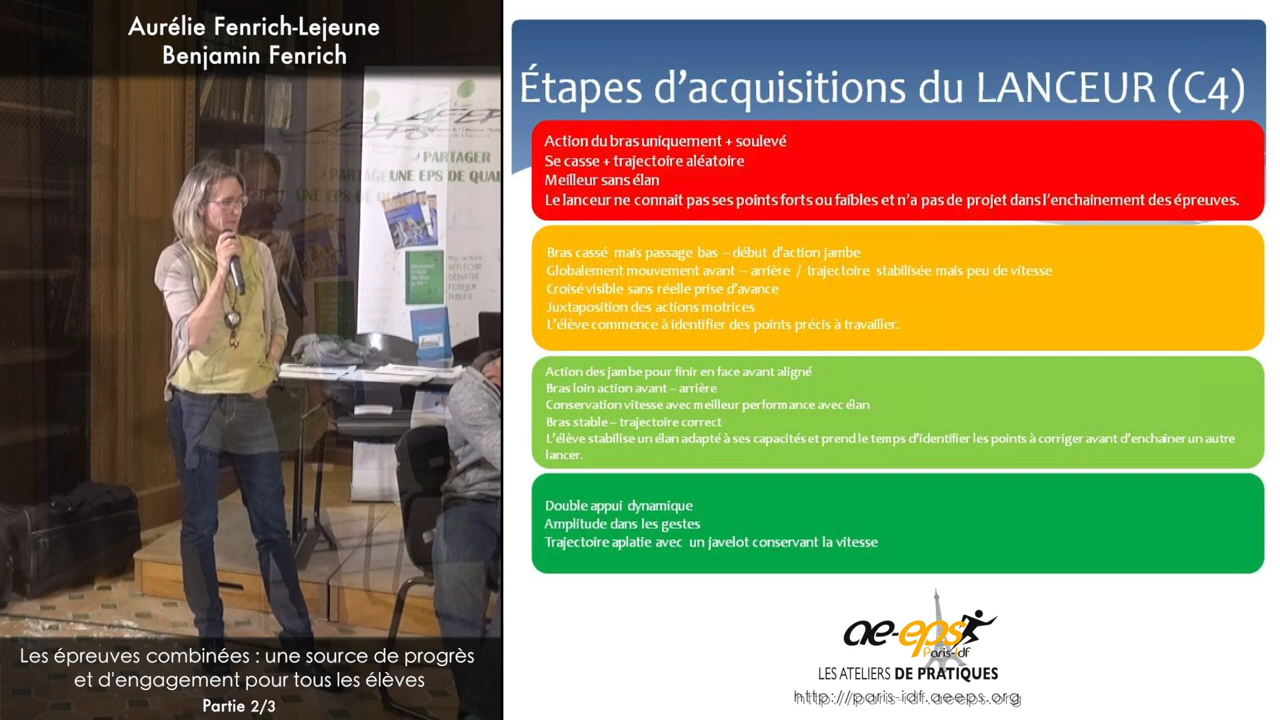 Aurélie Fenrich-Lejeune
Benjamin Fenrich
PARTAGER
UNE EPS DE QUAL
Étapes d'acquisitions du LANCEUR (C4)
Action du bras uniquement + soulevé
Se casse + trajectoire aléatoire
Meilleur sans élan
Le lanceur ne connait pas ses points forts ou faibles et n'a pas de projet dans l'enchaînement des épreuves.
Bras cassé mais passage bas – début d'action jambe
Globalement mouvement avant – arrière / trajectoire stabilisée mais peu de vitesse
Croisé visible sans réelle prise d'avance
Juxtaposition des actions motrices
L'élève commence à identifier des points précis à travailler.
Action des jambe pour finir en face avant aligné
Bras loin action avant – arrière
Conservation vitesse avec meilleur performance avec élan
Bras stable – trajectoire correct
L'élève stabilise un élan adapté à ses capacités et prend le temps d'identifier les points à corriger avant d'enchaîner un autre
lancer.
Double appui dynamique
Amplitude dans les gestes
Trajectoire aplatie avec un javelot conservant la vitesse
ae-eps
Paris-Idf
LES ATELIERS DE PRATIQUES
http://paris-idf.aeeps.org
Les épreuves combinées : une source de progrès
et d'engagement pour tous les élèves
Partie 2/3